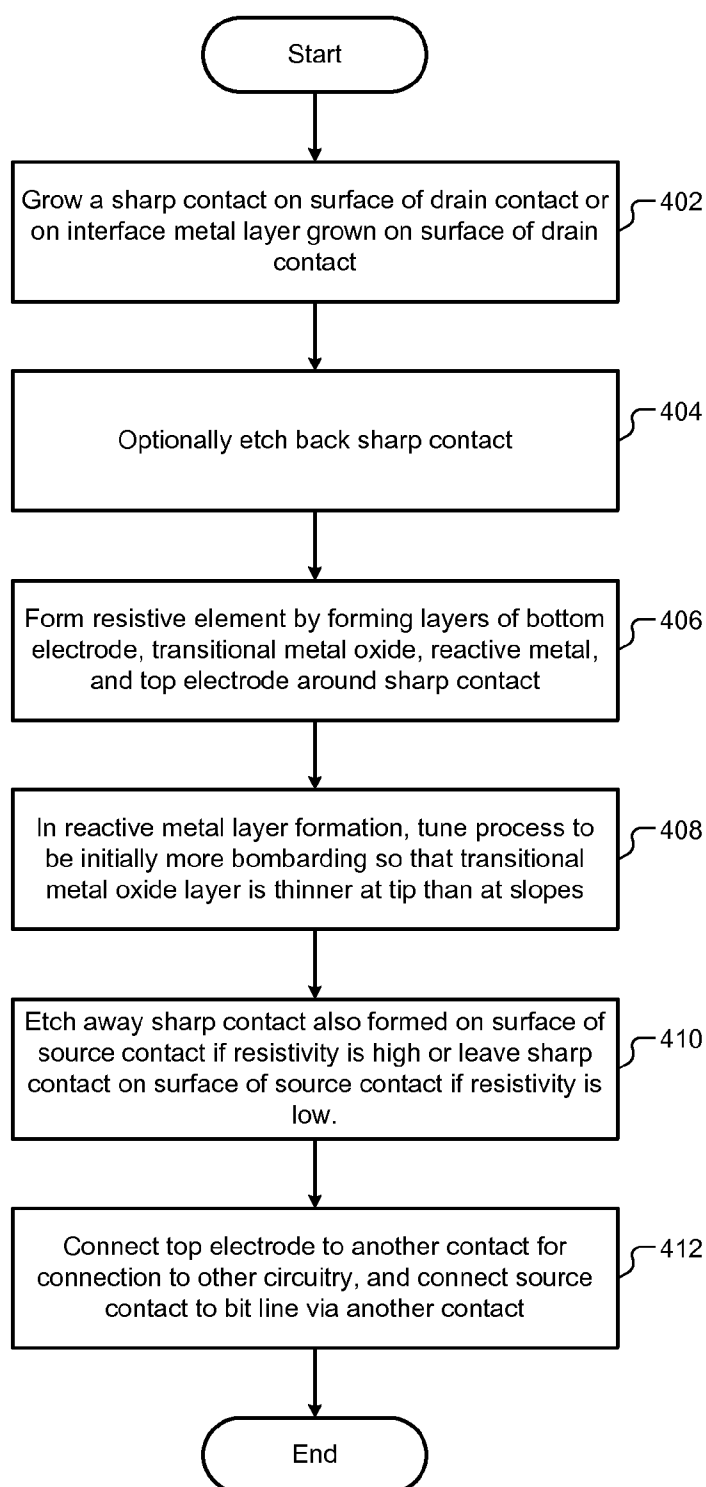 Start
Grow a sharp contact on surface of drain contact or
on interface metal layer grown on surface of drain
contact
402
Optionally etch back sharp contact
404
Form resistive element by forming layers of bottom
electrode, transitional metal oxide, reactive metal,
and top electrode around sharp contact
406
In reactive metal layer formation, tune process to
be initially more bombarding so that transitional
metal oxide layer is thinner at tip than at slopes
408
Etch away sharp contact also formed on surface of
source contact if resistivity is high or leave sharp
contact on surface of source contact if resistivity is
low.
410
Connect top electrode to another contact for
connection to other circuitry, and connect source
contact to bit line via another contact
412
End